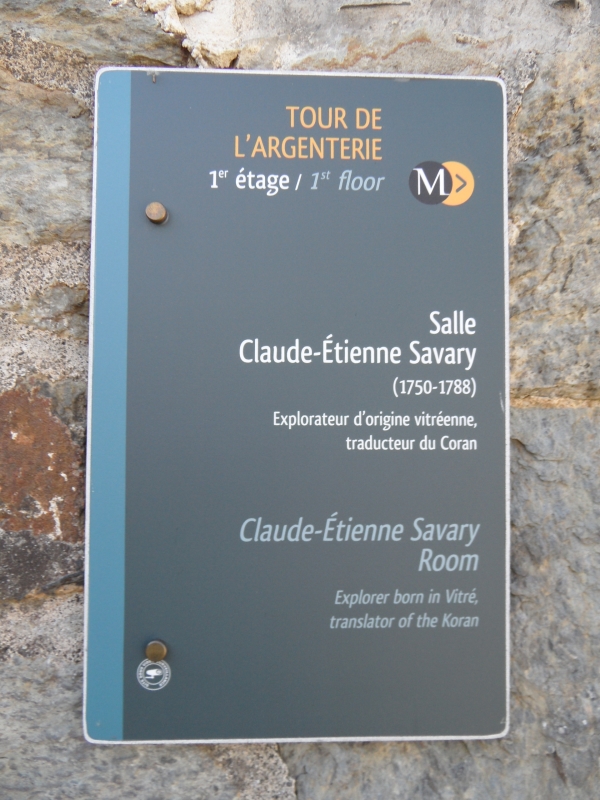 TOUR DE
L'ARGENTERIE
1er étage / 1st floor
M
Salle
Claude-Étienne Savary
(1750-1788)
Explorateur d'origine vitréenne,
traducteur du Coran
Claude-Étienne Savary
Room
Explorer born in Vitré,
translator of the Koran